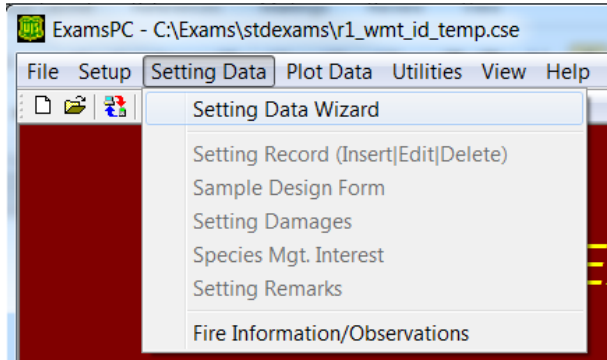 ExamsPC - C:\Exams\stdexams\r1_wmt_id_temp.cse
File Setup Setting Data Plot Data Utilities View Help
Setting Data Wizard
Setting Record (Insert|Edit|Delete)
Sample Design Form
Setting Damages
Species Mgt. Interest
Setting Remarks
Fire Information/Observations